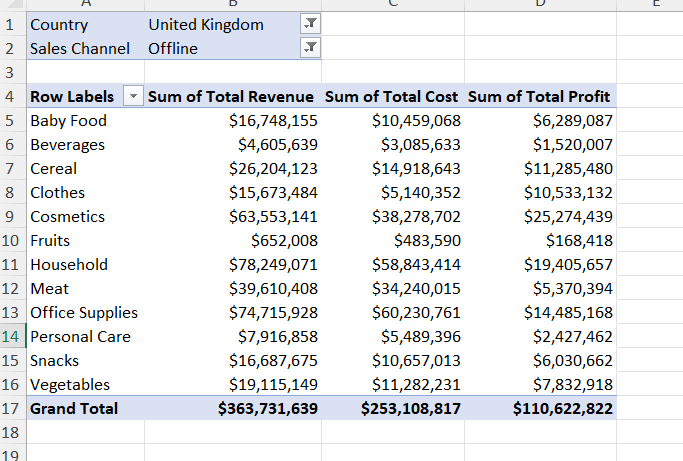 A B C D E
1 Country United Kingdom
2 Sales Channel Offline
3
4 Row Labels Sum of Total Revenue Sum of Total Cost Sum of Total Profit
5 Baby Food $16,748,155 $10,459,068 $6,289,087
6 Beverages $4,605,639 $3,085,633 $1,520,007
7 Cereal $26,204,123 $14,918,643 $11,285,480
8 Clothes $15,673,484 $5,140,352 $10,533,132
9 Cosmetics $63,553,141 $38,278,702 $25,274,439
10 Fruits $652,008 $483,590 $168,418
11 Household $78,249,071 $58,843,414 $19,405,657
12 Meat $39,610,408 $34,240,015 $5,370,394
13 Office Supplies $74,715,928 $60,230,761 $14,485,168
14 Personal Care $7,916,858 $5,489,396 $2,427,462
15 Snacks $16,687,675 $10,657,013 $6,030,662
16 Vegetables $19,115,149 $11,282,231 $7,832,918
17 Grand Total $363,731,639 $253,108,817 $110,622,822
18
19